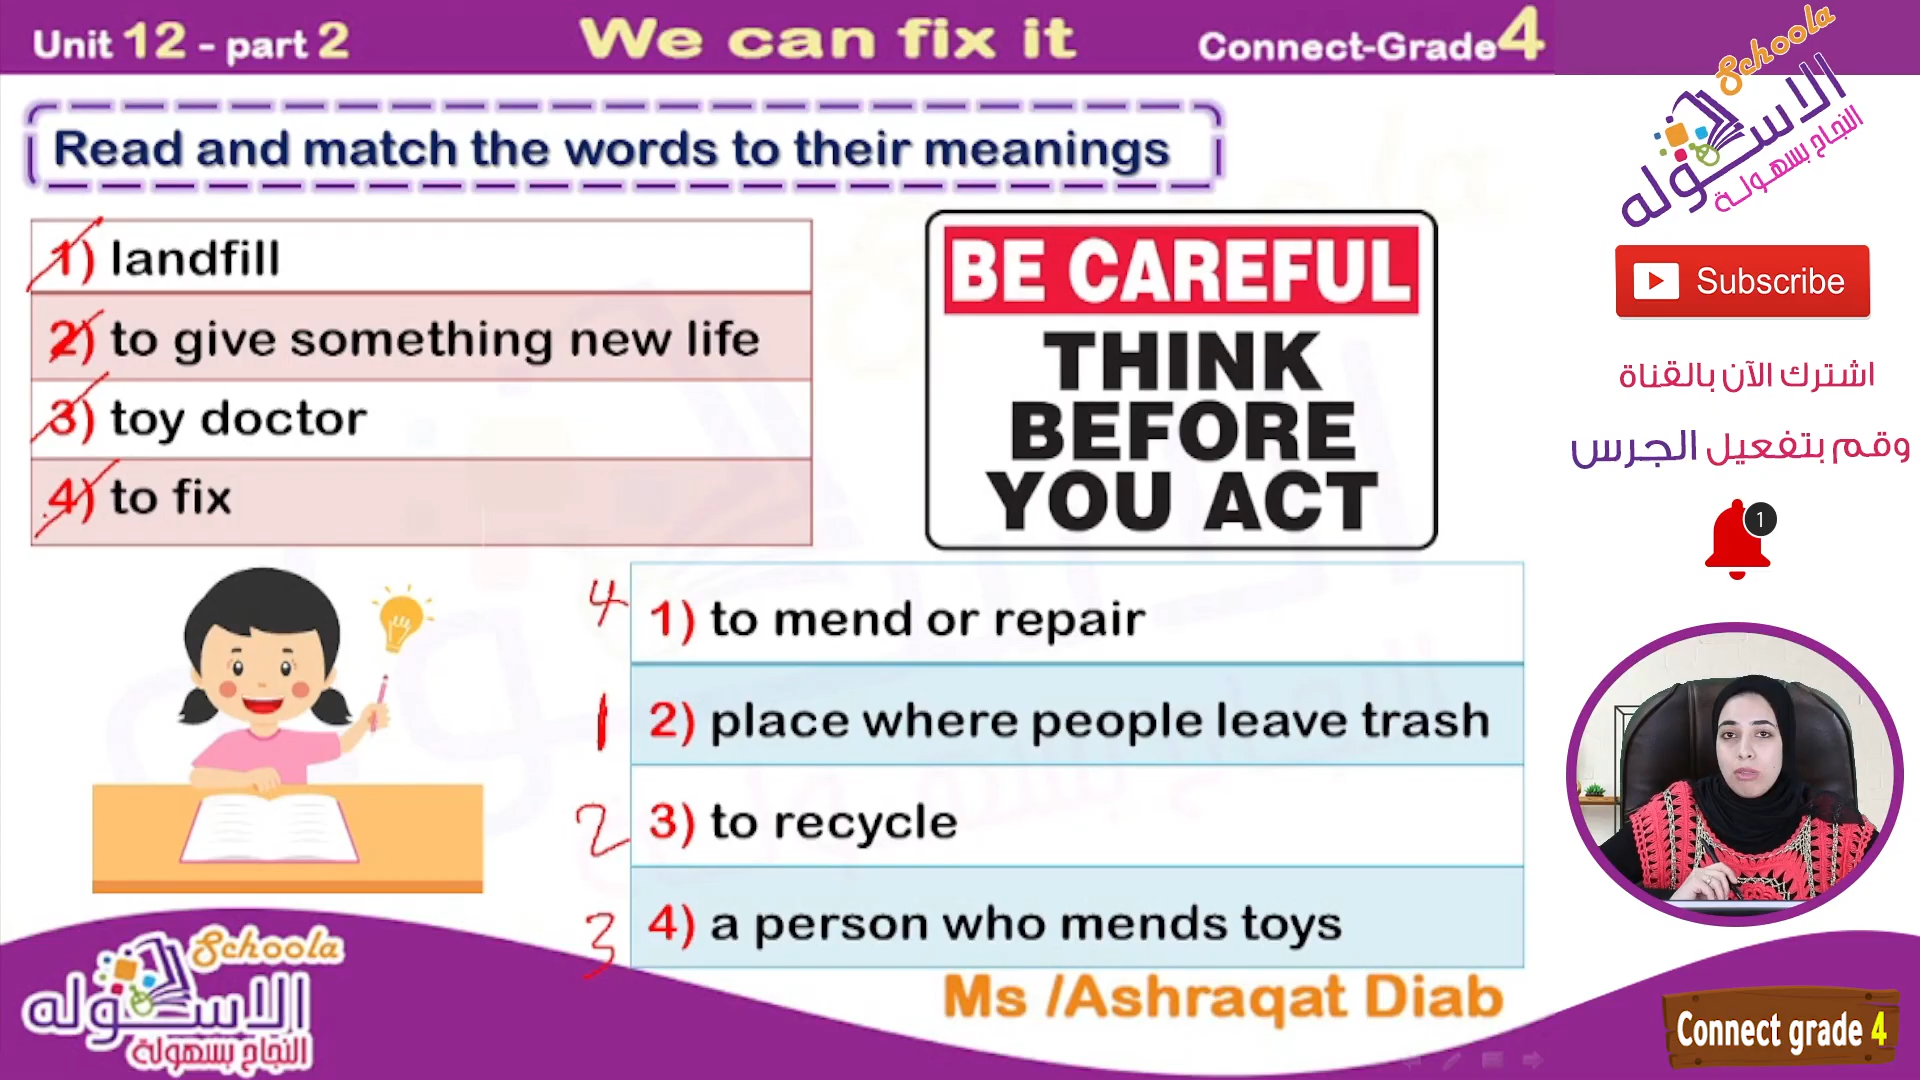 Unit 12 - part 2
We can fix it
Connect-Grade4
Schoola
الاسكوله
النجاح بسهولة
Read and match the words to their meanings
1) landfill
2) to give something new life
3) toy doctor
4) to fix
BE CAREFUL
THINK
BEFORE
YOU ACT
Subscribe
اشترك الآن بالقناة
وقم بتفعيل الجرس
1
4 1) to mend or repair
1 2) place where people leave trash
2 3) to recycle
3 4) a person who mends toys
Schoola
الاسكوله
النجاح بسهولة
Ms /Ashraqat Diab
Connect grade 4